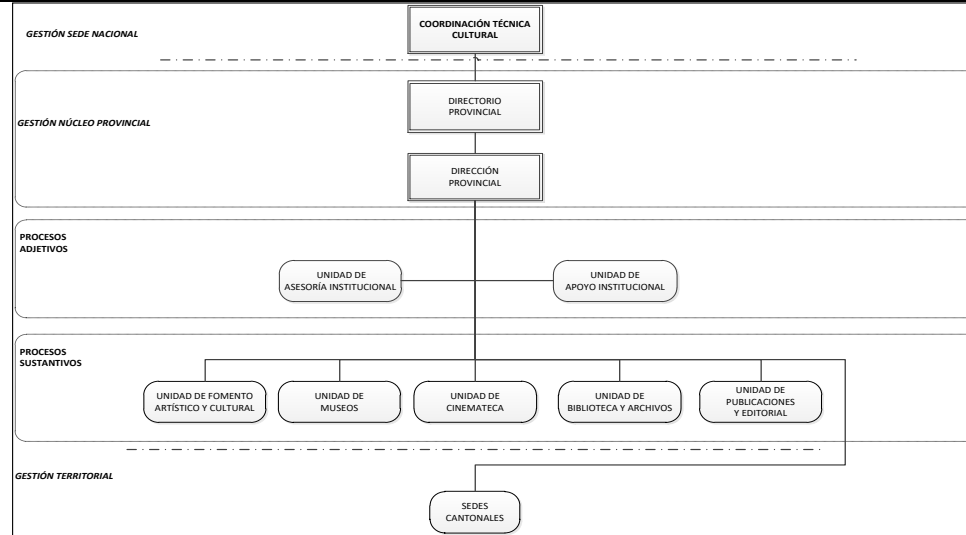 GESTIÓN SEDE NACIONAL
COORDINACIÓN TÉCNICA
CULTURAL
DIRECTORIO
PROVINCIAL
GESTIÓN NÚCLEO PROVINCIAL
DIRECCIÓN
PROVINCIAL
PROCESOS
ADJETIVOS
UNIDAD DE
ASESORÍA INSTITUCIONAL
UNIDAD DE
APOYO INSTITUCIONAL
PROCESOS
SUSTANTIVOS
UNIDAD DE FOMENTO
ARTÍSTICO Y CULTURAL
UNIDAD DE
MUSEOS
UNIDAD DE
CINEMATECA
UNIDAD DE
BIBLIOTECA Y ARCHIVOS
UNIDAD DE
PUBLICACIONES
Y EDITORIAL
GESTIÓN TERRITORIAL
SEDES
CANTONALES